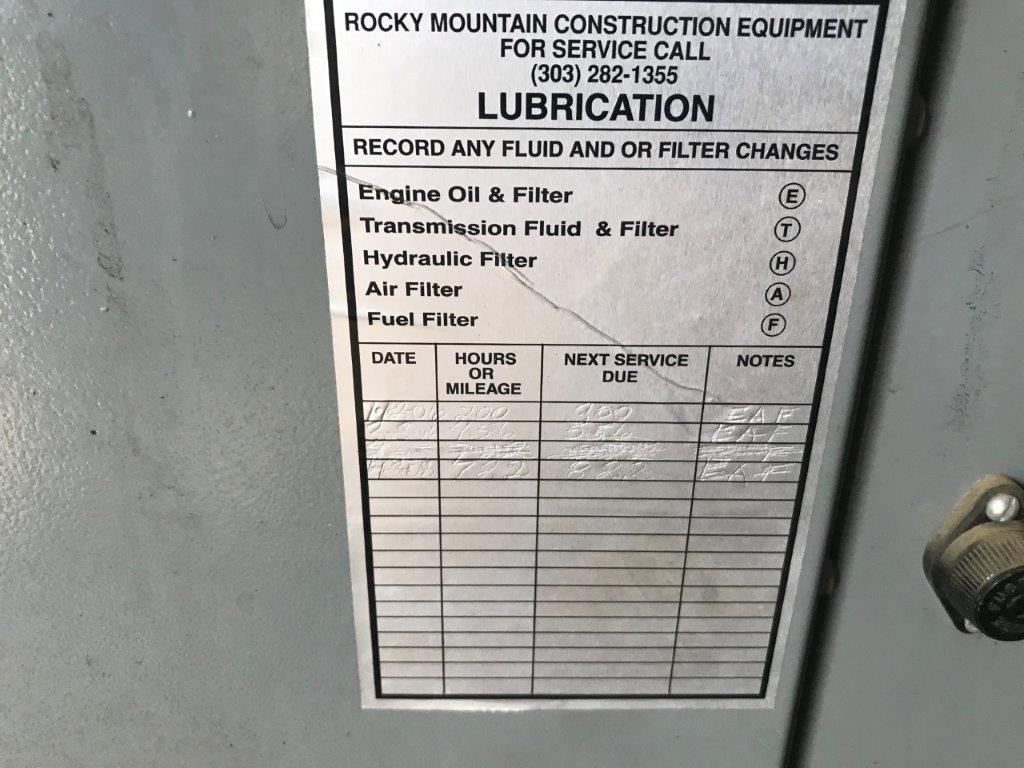 ROCKY MOUNTAIN CONSTRUCTION EQUIPMENT
FOR SERVICE CALL
(303) 282-1355
LUBRICATION
RECORD ANY FLUID AND OR FILTER CHANGES
Engine Oil & Filter E
Transmission Fluid & Filter T
Hydraulic Filter H
Air Filter A
Fuel Filter F
DATE HOURS OR MILEAGE NEXT SERVICE DUE NOTES
200 300 EAF
456 556 EAF
722 822 EAF